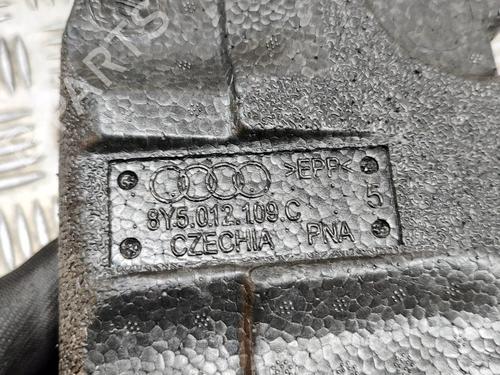 >EPP<
8Y5.012.109.C
5
CZECHIA PNA